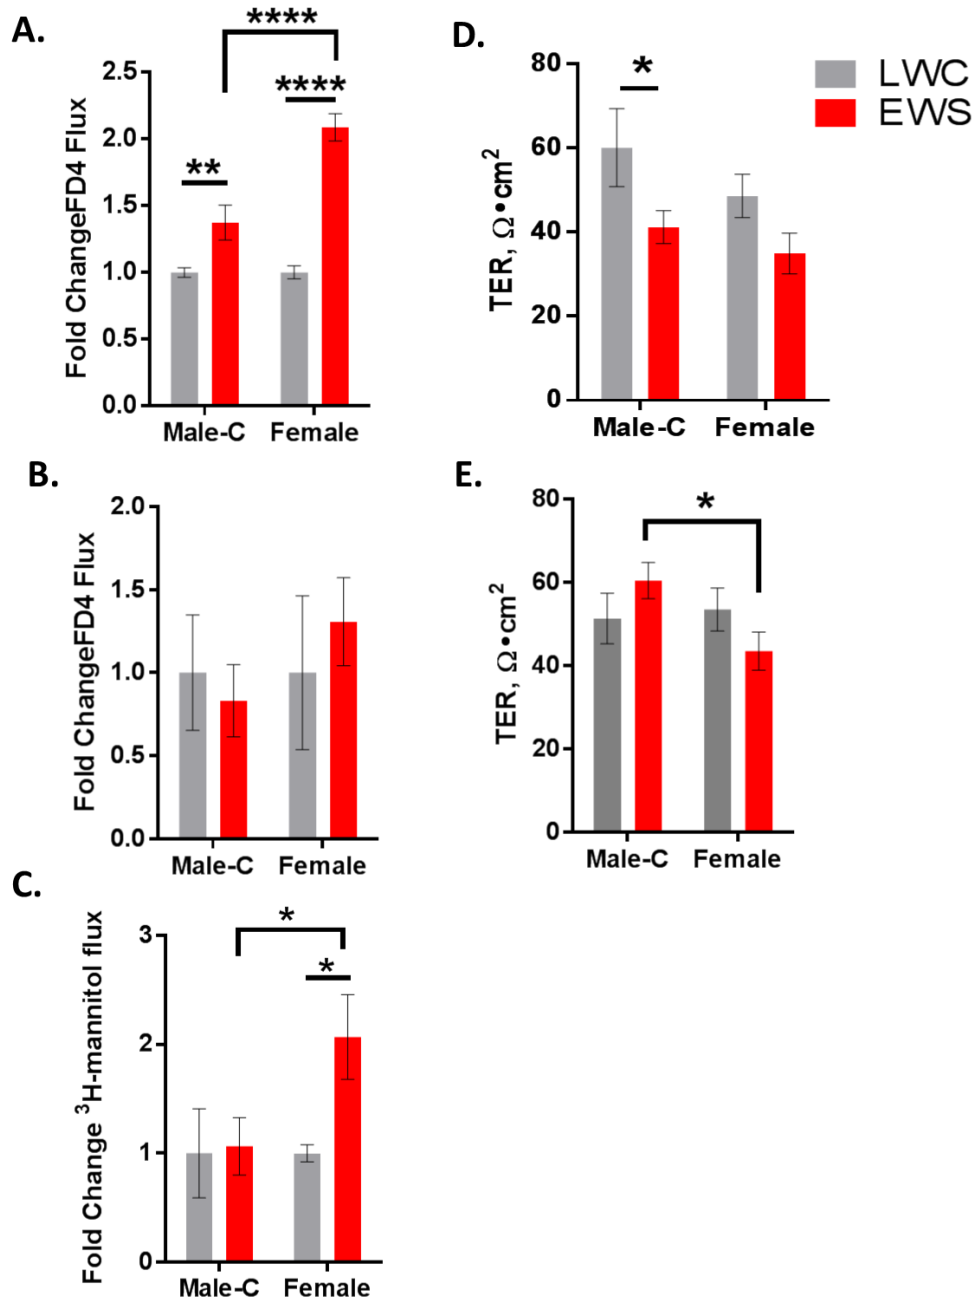 A.
****
****
**
Fold ChangeFD4 Flux
2.5
2.0
1.5
1.0
0.5
0.0
Male-C Female
D.
*
TER, Ω•cm²
80
60
40
20
0
Male-C Female
LWC
EWS
B.
Fold ChangeFD4 Flux
2.0
1.5
1.0
0.5
0.0
Male-C Female
E.
*
TER, Ω•cm²
80
60
40
20
0
Male-C Female
C.
*
*
Fold Change ³H-mannitol flux
3
2
1
0
Male-C Female